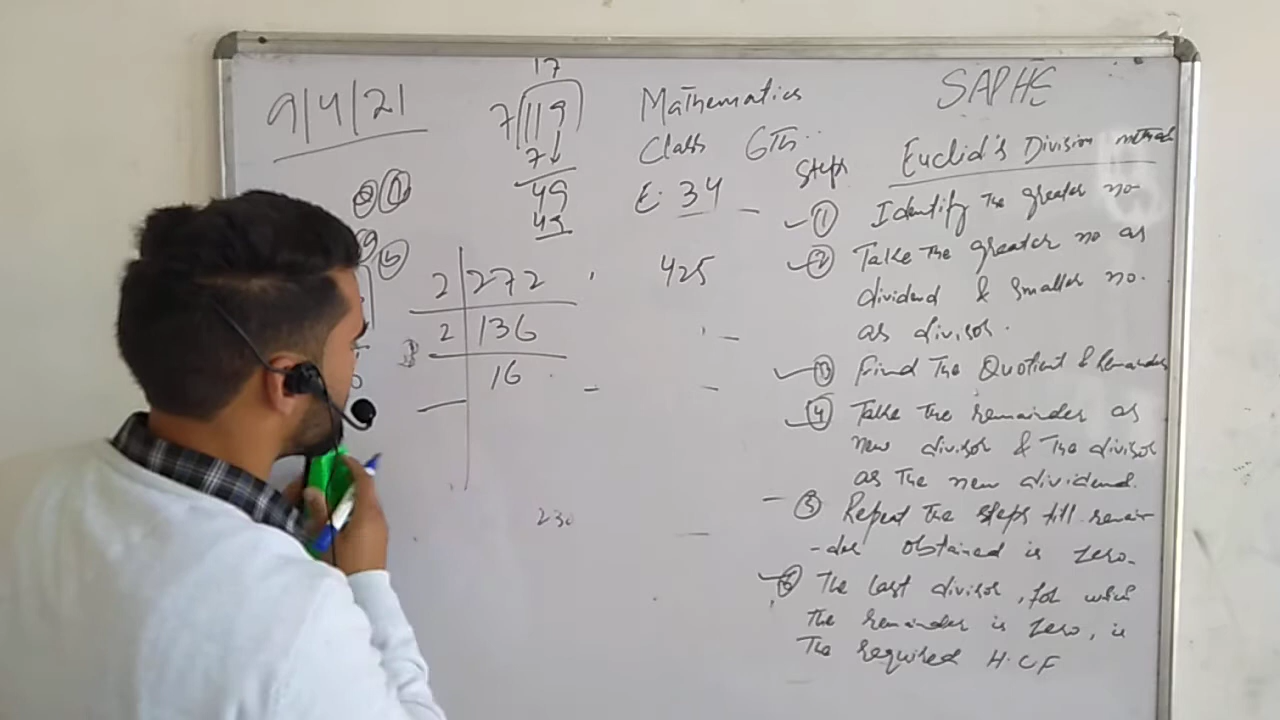 9/4/21
17
7)119
7
49
49
Mathematics
Class 6Th
E: 34
2 272 , 425
2 136
16
230
SAPHE
Euclid's Division method
Steps
① Identify The greater no
② Take The greater no as
dividend & smaller no.
as divisor.
③ Find The Quotient & Remainder
④ Take The remainder as
new divisor & The divisor
as The new dividend.
⑤ Repeat The steps till remain
-der obtained is zero.
⑥ The last divisor, for which
The remainder is zero, is
The required H.C.F